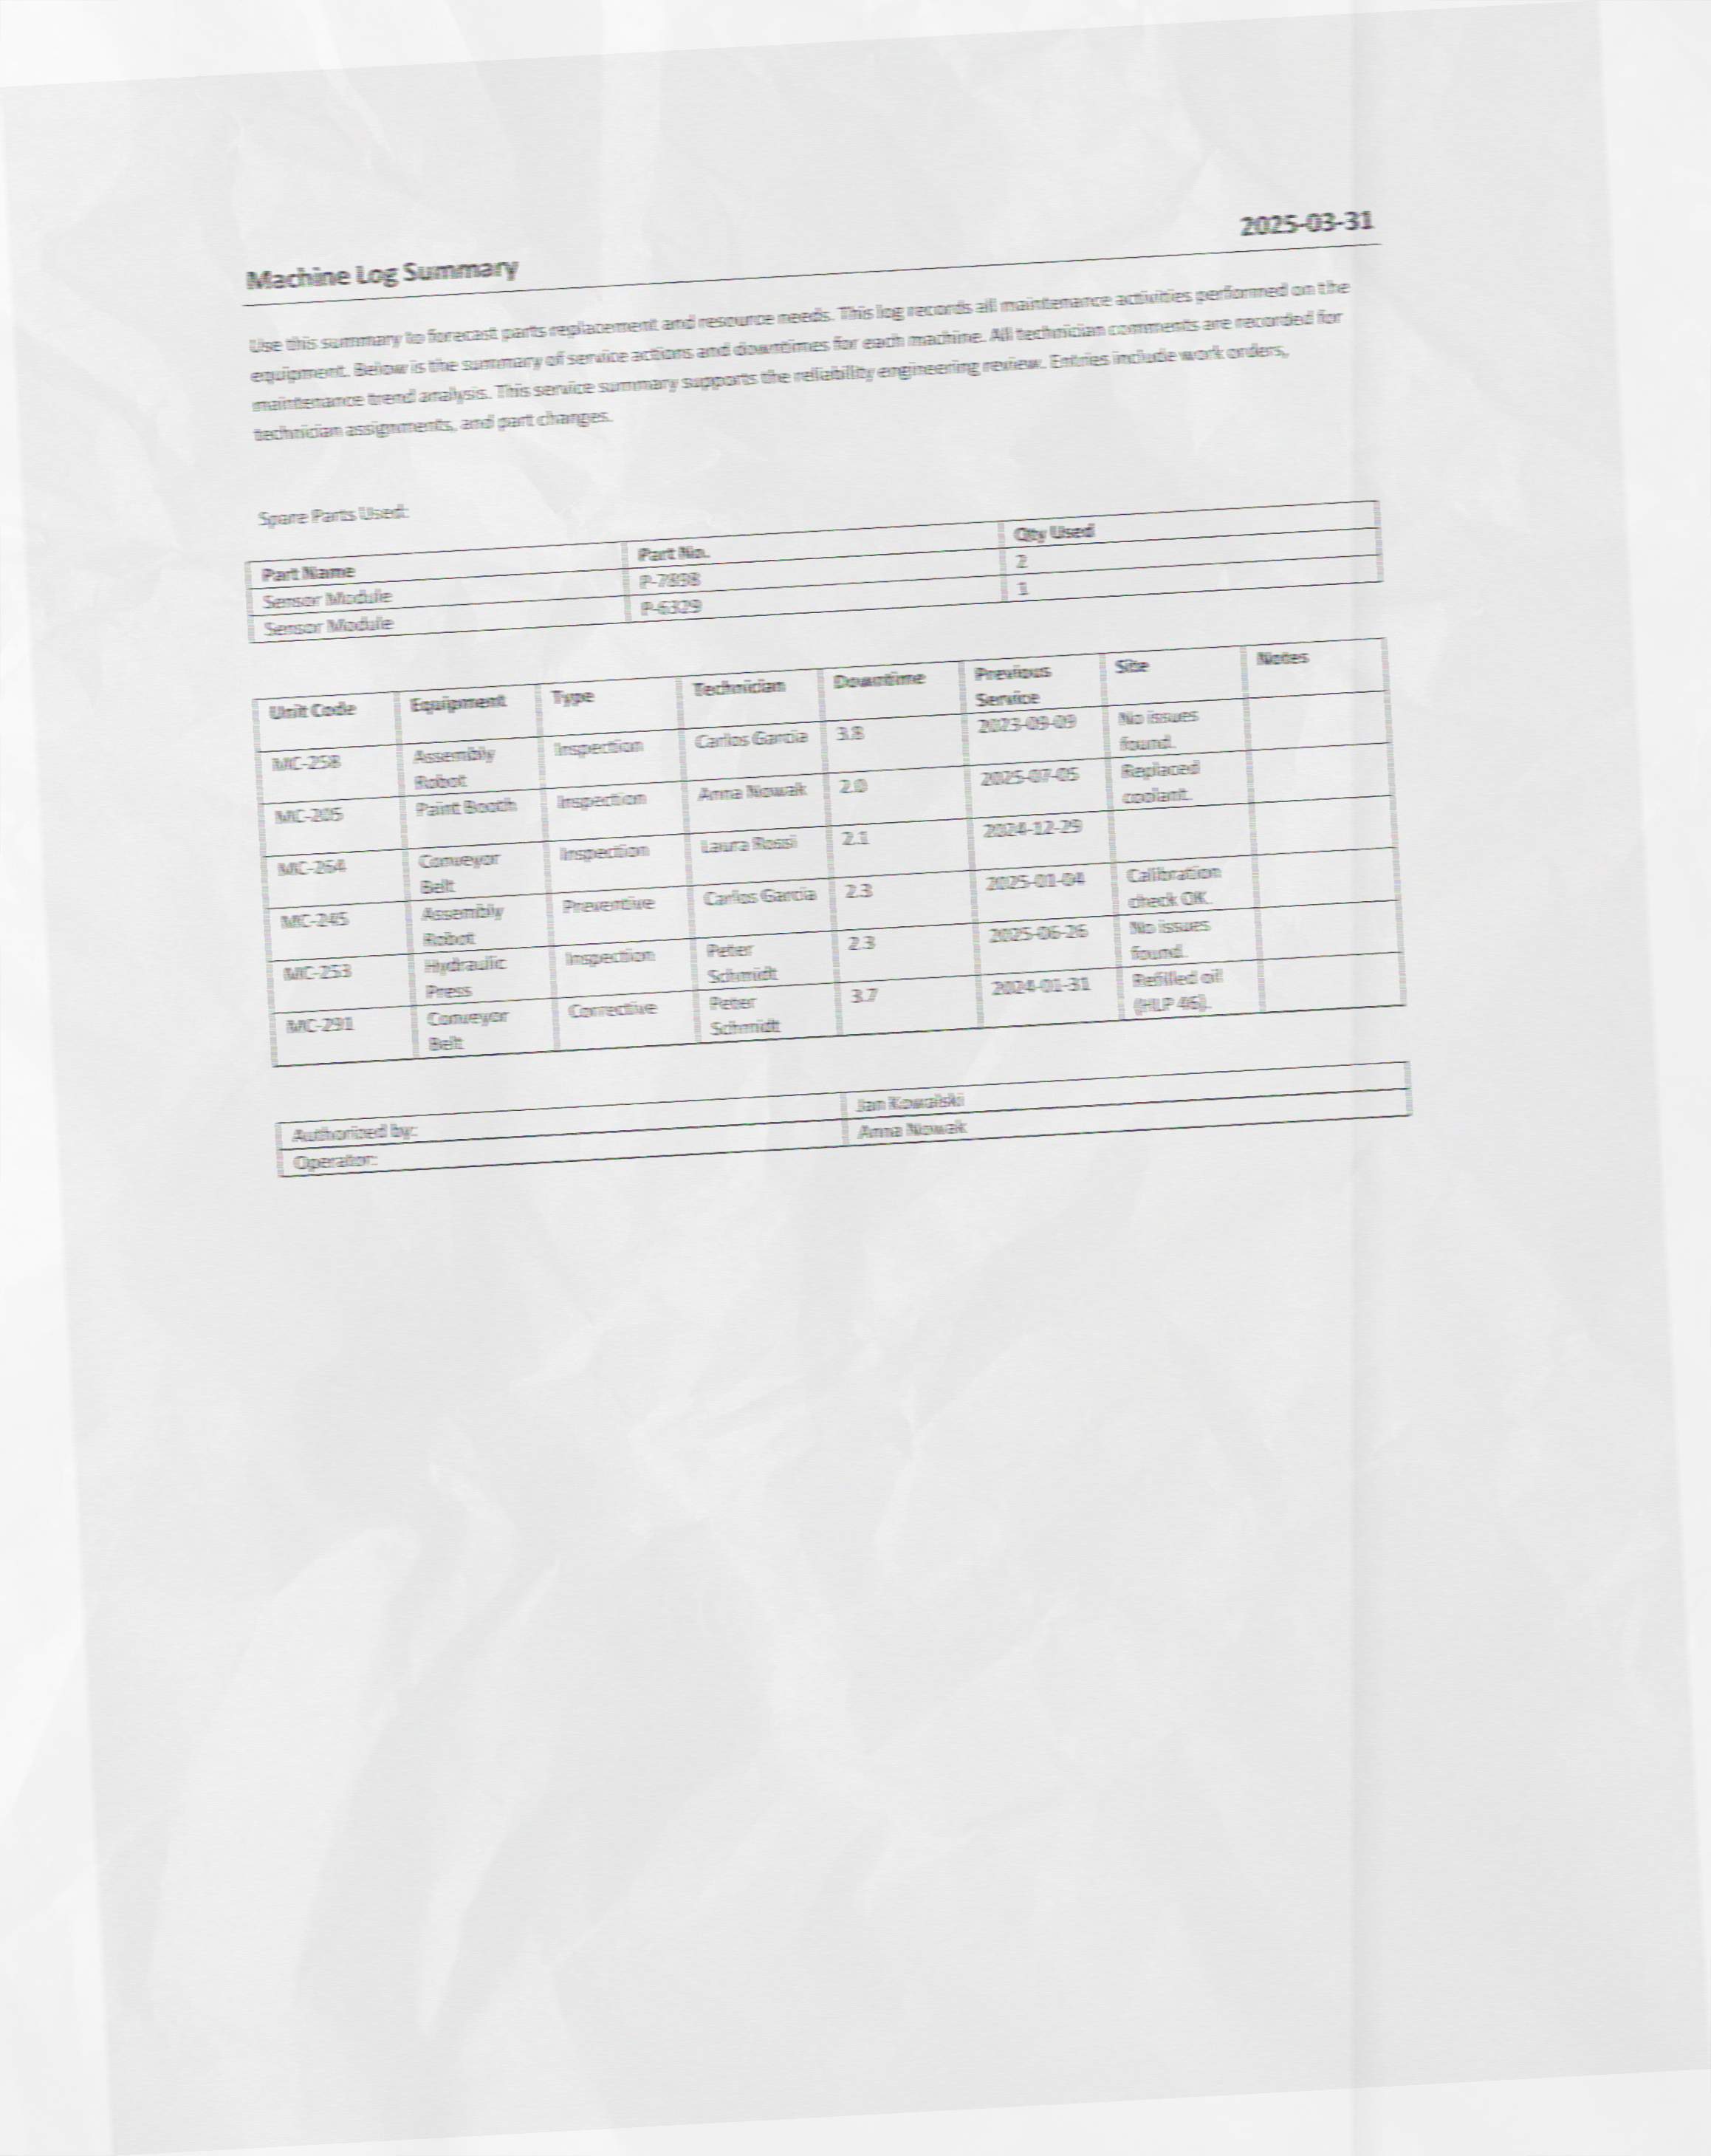 2025-03-31
Machine Log Summary
Use this summary to forecast parts replacement and resource needs. This log records all maintenance activities performed on the
equipment. Below is the summary of service actions and downtimes for each machine. All technician comments are recorded for
maintenance trend analysis. This service summary supports the reliability engineering review. Entries include work orders,
technician assignments, and part changes.
Spare Parts Used:
Part Name Part No. Qty Used
Sensor Module 2
Sensor Module P-6329 1
Unit Code Equipment Type Technician Downtime Previous Service Site Notes
MC-258 Assembly Robot Inspection Carlos Garcia 3.8 2023-09-09 No issues found.
MC-205 Paint Booth Inspection Anna Nowak 2.0 2025-07-05 Replaced coolant.
MC-264 Conveyor Belt Inspection Laura Rossi 2.1 2024-12-29
MC-245 Assembly Robot Preventive Carlos Garcia 2.3 2025-01-04 Calibration check OK.
MC-253 Hydraulic Press Inspection Peter Schmidt 2.3 2025-06-26 No issues found.
MC-291 Conveyor Belt Corrective Peter Schmidt 3.7 2024-01-31 Refilled oil (HLP 46).
Authorized by: Jan Kowalski
Operator: Anna Nowak